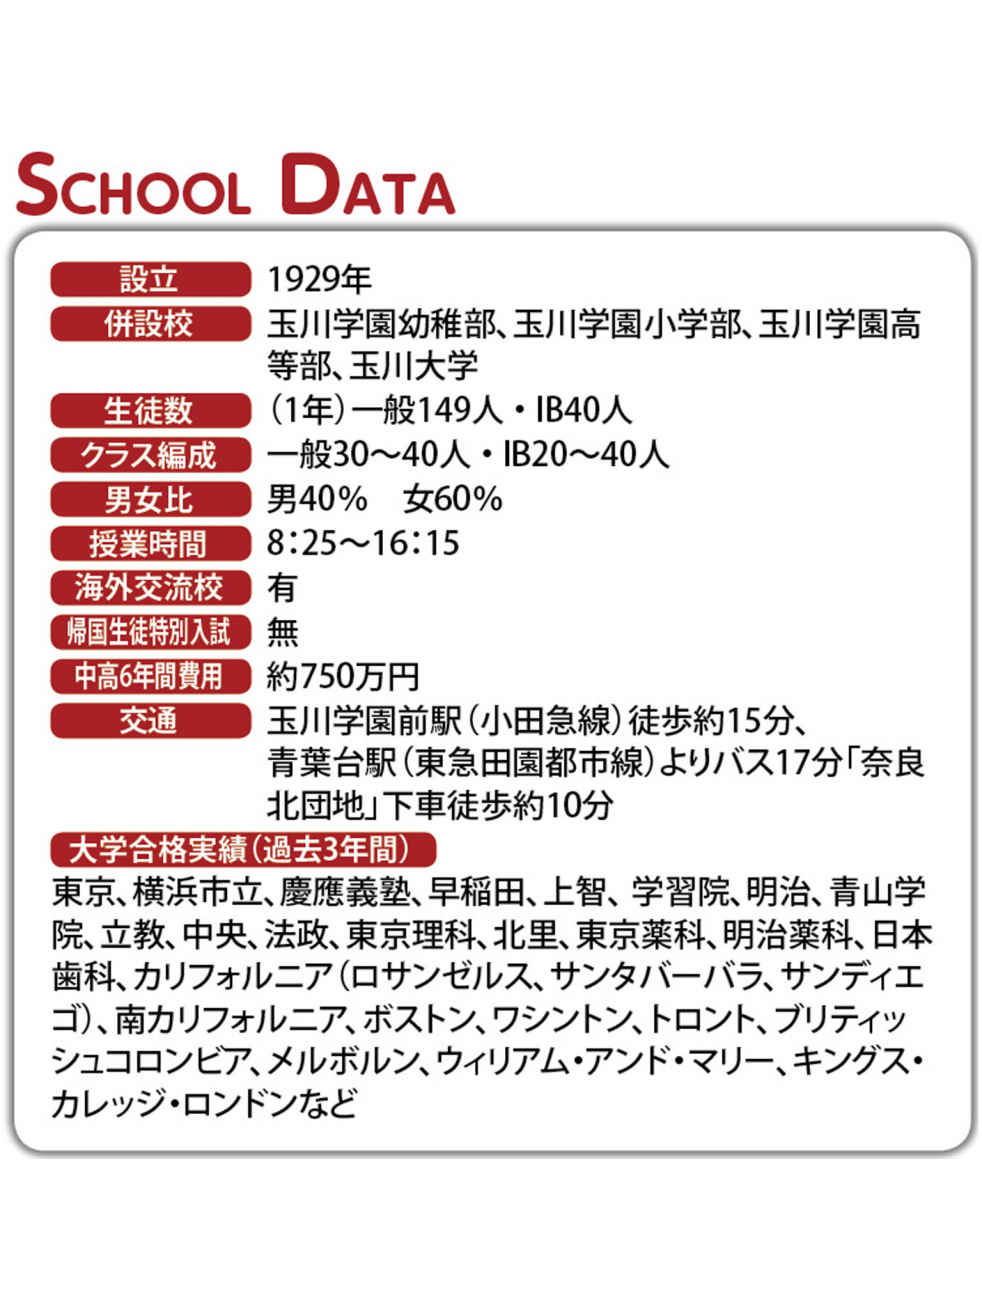 SCHOOL DATA
設立 1929年
併設校 玉川学園幼稚部、玉川学園小学部、玉川学園高
等部、玉川大学
生徒数 (1年)一般149人・IB40人
クラス編成 一般30〜40人・IB20〜40人
男女比 男40% 女60%
授業時間 8:25〜16:15
海外交流校 有
帰国生徒特別入試 無
中高6年間費用 約750万円
交通 玉川学園前駅(小田急線)徒歩約15分、
青葉台駅(東急田園都市線)よりバス17分「奈良
北団地」下車徒歩約10分
大学合格実績(過去3年間)
東京、横浜市立、慶應義塾、早稲田、上智、学習院、明治、青山学
院、立教、中央、法政、東京理科、北里、東京薬科、明治薬科、日本
歯科、カリフォルニア(ロサンゼルス、サンタバーバラ、サンディエ
ゴ)、南カリフォルニア、ボストン、ワシントン、トロント、ブリティッ
シュコロンビア、メルボルン、ウィリアム・アンド・マリー、キングス・
カレッジ・ロンドンなど